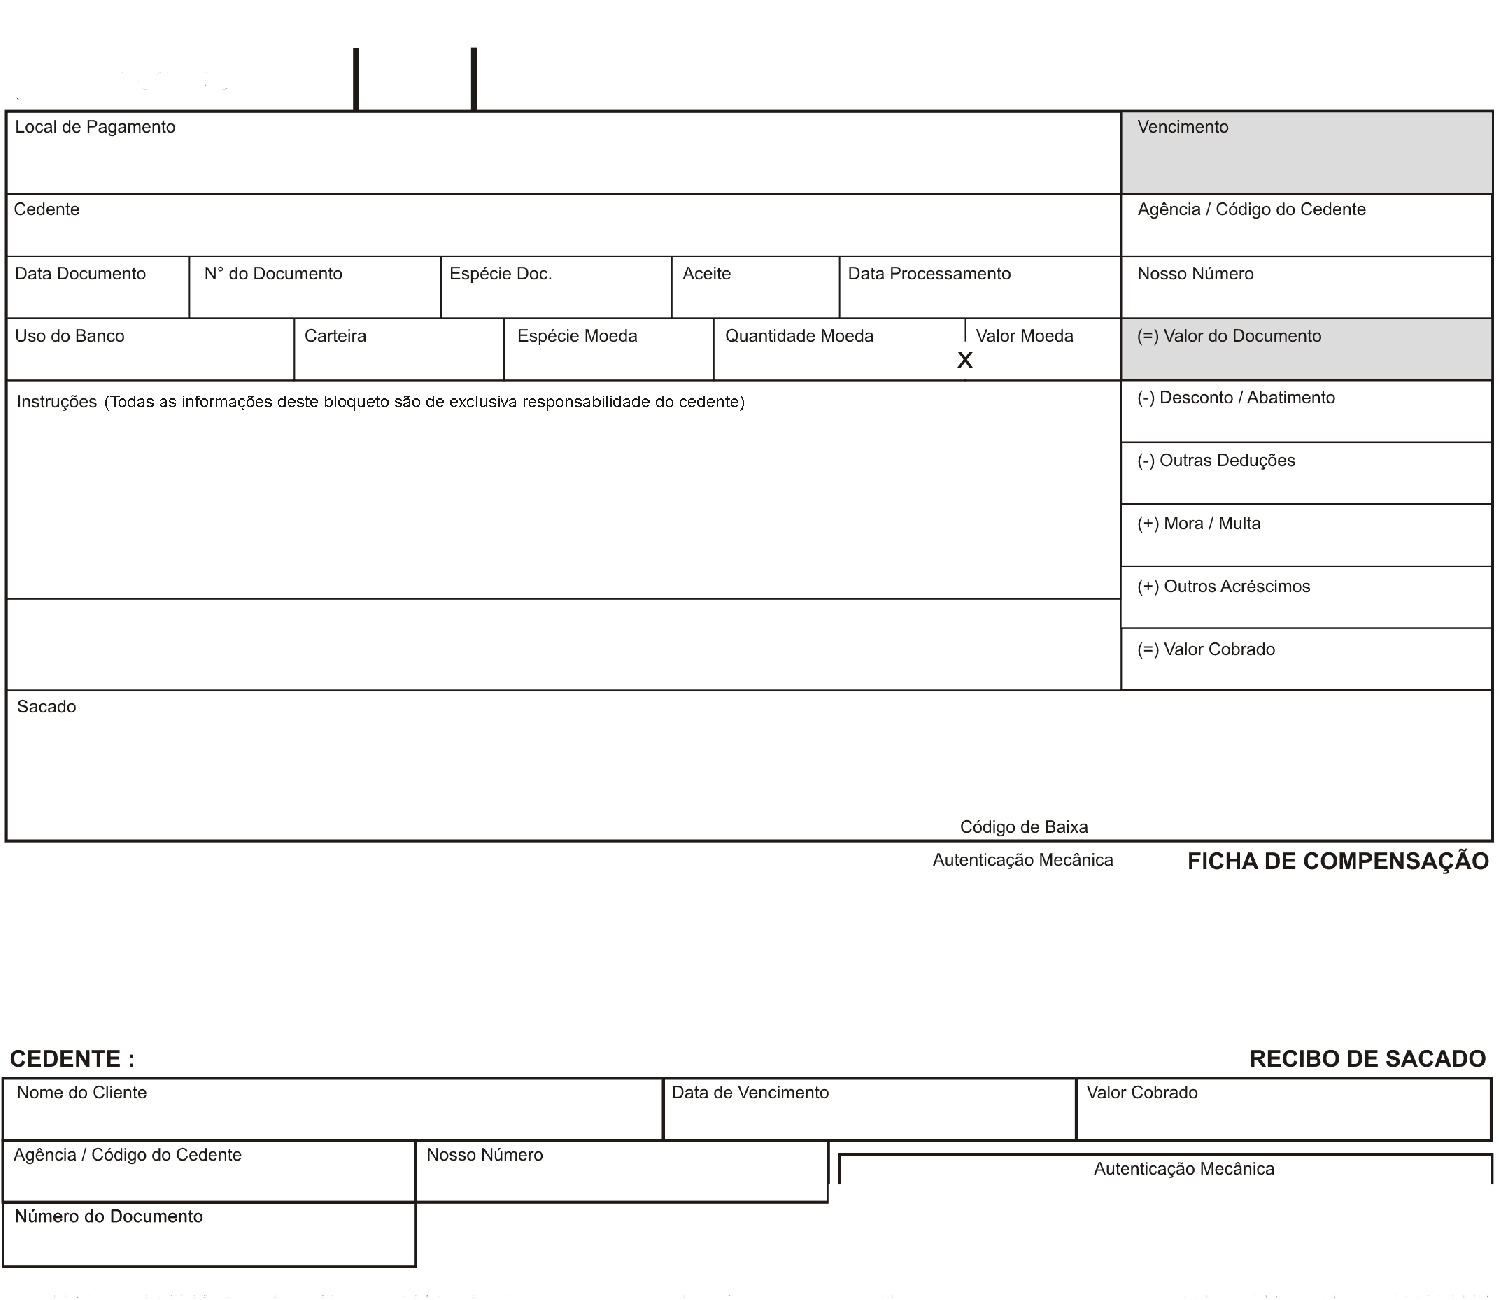 Local de Pagamento
Vencimento
Cedente
Agência / Código do Cedente
Data Documento
N° do Documento
Espécie Doc.
Aceite
Data Processamento
Nosso Número
Uso do Banco
Carteira
Espécie Moeda
Quantidade Moeda
X
Valor Moeda
(=) Valor do Documento
Instruções (Todas as informações deste bloqueto são de exclusiva responsabilidade do cedente)
(-) Desconto / Abatimento
(-) Outras Deduções
(+) Mora / Multa
(+) Outros Acréscimos
(=) Valor Cobrado
Sacado
Código de Baixa
Autenticação Mecânica
FICHA DE COMPENSAÇÃO
CEDENTE :
RECIBO DE SACADO
Nome do Cliente
Data de Vencimento
Valor Cobrado
Agência / Código do Cedente
Nosso Número
Autenticação Mecânica
Número do Documento